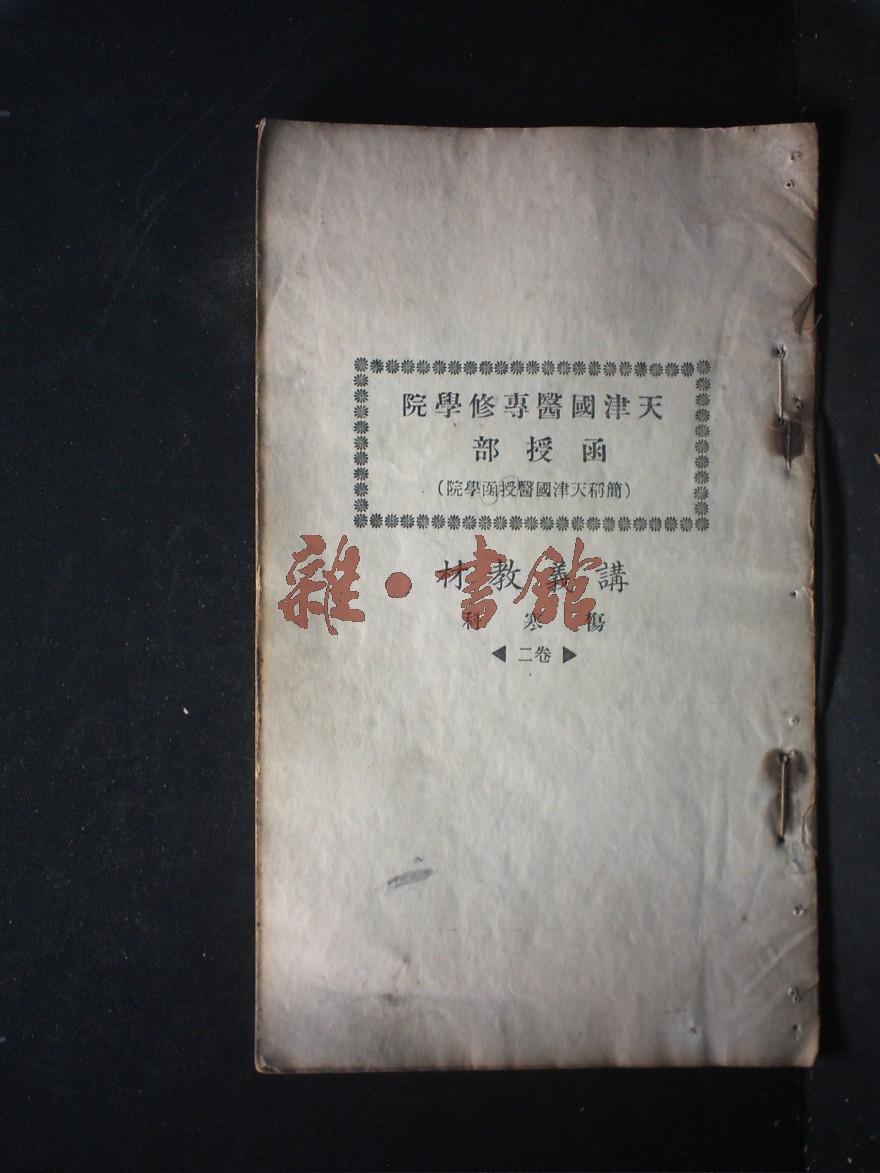 天津國醫專修學院
函授部
(簡稱天津國醫授函學院)
講義教材
傷寒科
◀卷二▶
雜·書館